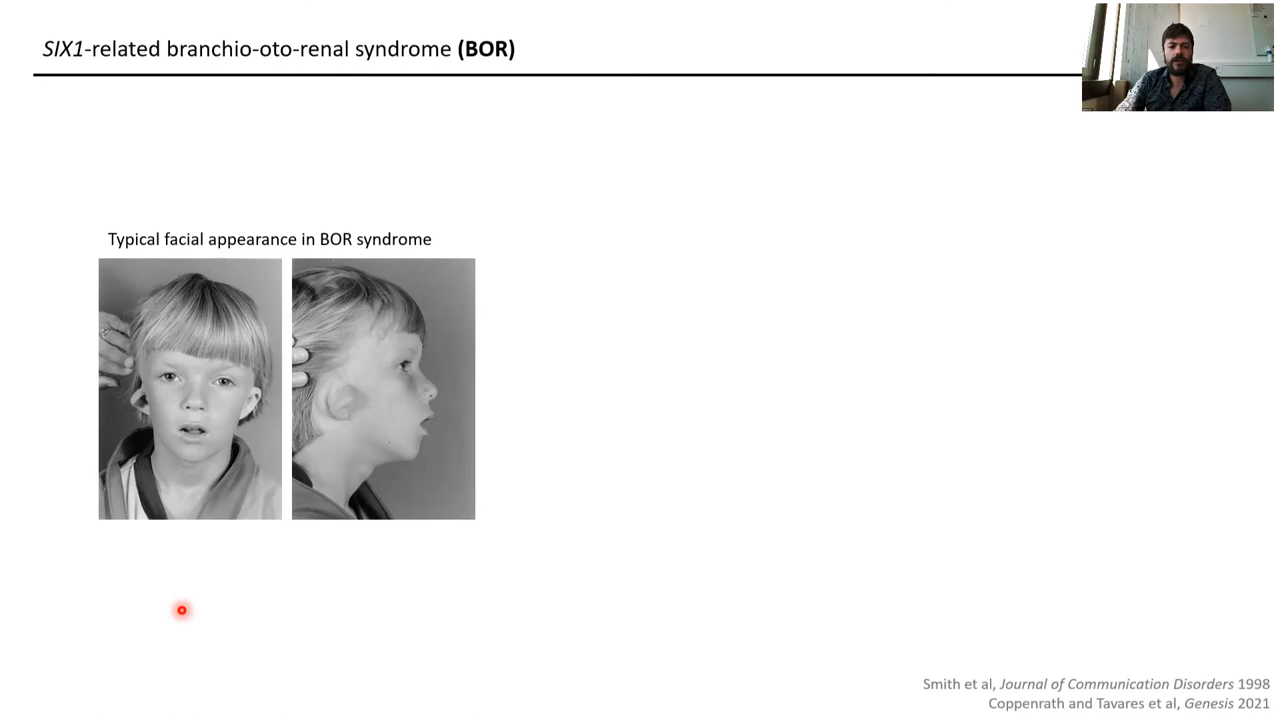 SIX1-related branchio-oto-renal syndrome (BOR)
Typical facial appearance in BOR syndrome
Smith et al, Journal of Communication Disorders 1998
Coppenrath and Tavares et al, Genesis 2021